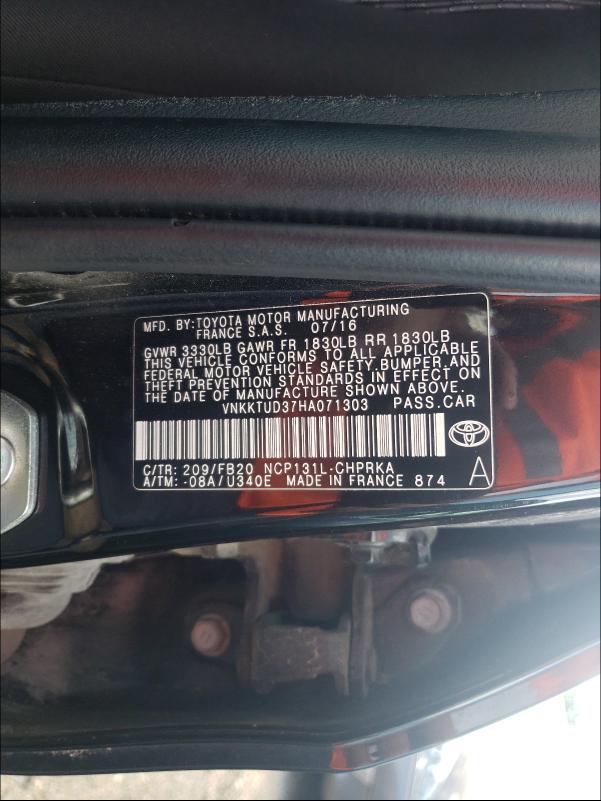 MFD. BY:TOYOTA MOTOR MANUFACTURING
FRANCE S.A.S. 07/16
GVWR 3330LB GAWR FR 1830LB RR 1830LB
THIS VEHICLE CONFORMS TO ALL APPLICABLE
FEDERAL MOTOR VEHICLE SAFETY,BUMPER, AND
THEFT PREVENTION STANDARDS IN EFFECT ON
THE DATE OF MANUFACTURE SHOWN ABOVE.
VNKKTUD37HA071303 PASS.CAR
C/TR: 209/FB20 NCP131L-CHPRKA
A/TM: -08A/U340E MADE IN FRANCE 874
A